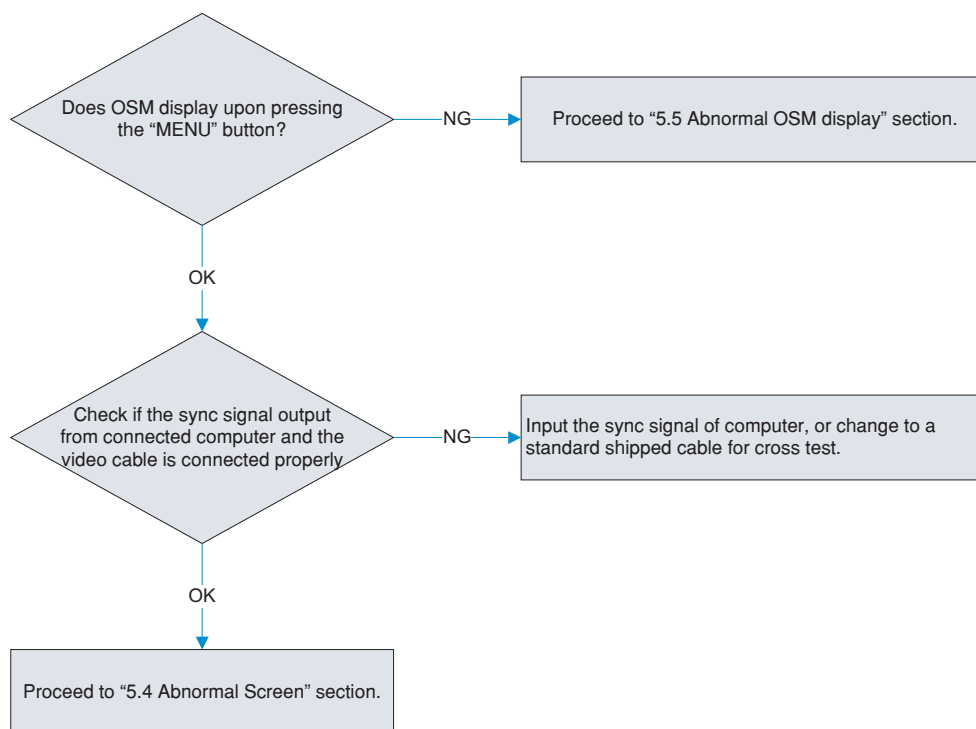 Does OSM display upon pressing
the “MENU” button?
NG
Proceed to “5.5 Abnormal OSM display” section.
OK
Check if the sync signal output
from connected computer and the
video cable is connected properly
NG
Input the sync signal of computer, or change to a
standard shipped cable for cross test.
OK
Proceed to “5.4 Abnormal Screen” section.